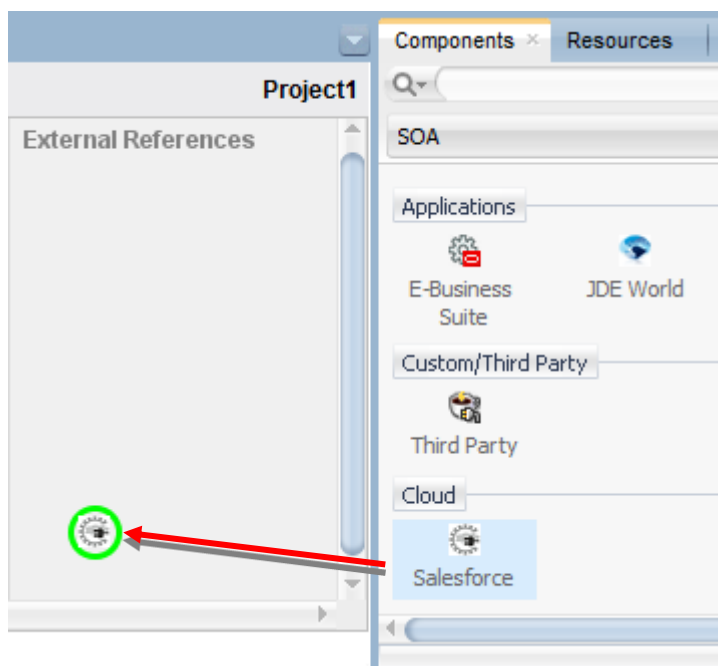 Project1
External References
Components
Resources
SOA
Applications
E-Business
Suite
JDE World
Custom/Third Party
Third Party
Cloud
Salesforce